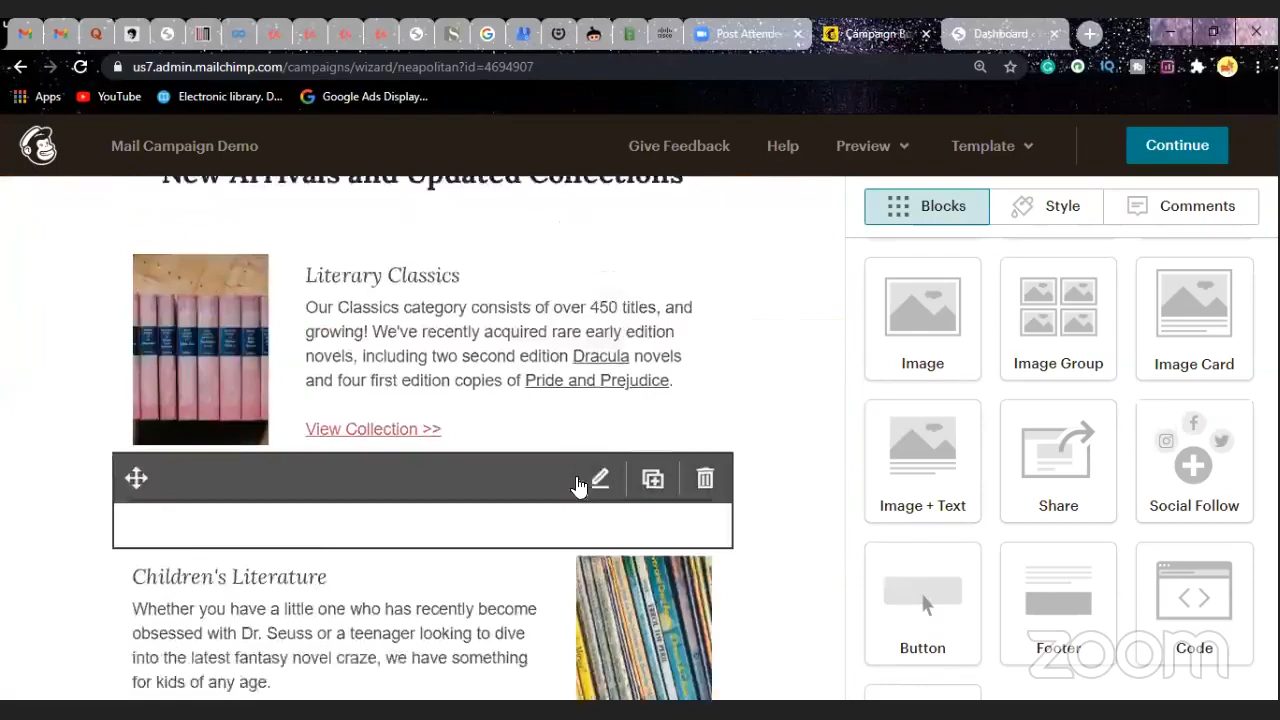 Post Attende
Campaign B
Dashboard
us7.admin.mailchimp.com/campaigns/wizard/neapolitan?id=4694907
Apps
YouTube
Electronic library. D...
Google Ads Display...
Mail Campaign Demo
Give Feedback
Help
Preview
Template
Continue
New Arrivals and Updated Collections
Blocks
Style
Comments
Literary Classics
Our Classics category consists of over 450 titles, and
growing! We've recently acquired rare early edition
novels, including two second edition Dracula novels
and four first edition copies of Pride and Prejudice.
View Collection >>
Image
Image Group
Image Card
Image + Text
Share
Social Follow
Children's Literature
Whether you have a little one who has recently become
obsessed with Dr. Seuss or a teenager looking to dive
into the latest fantasy novel craze, we have something
for kids of any age.
Button
Footer
Code
zoom